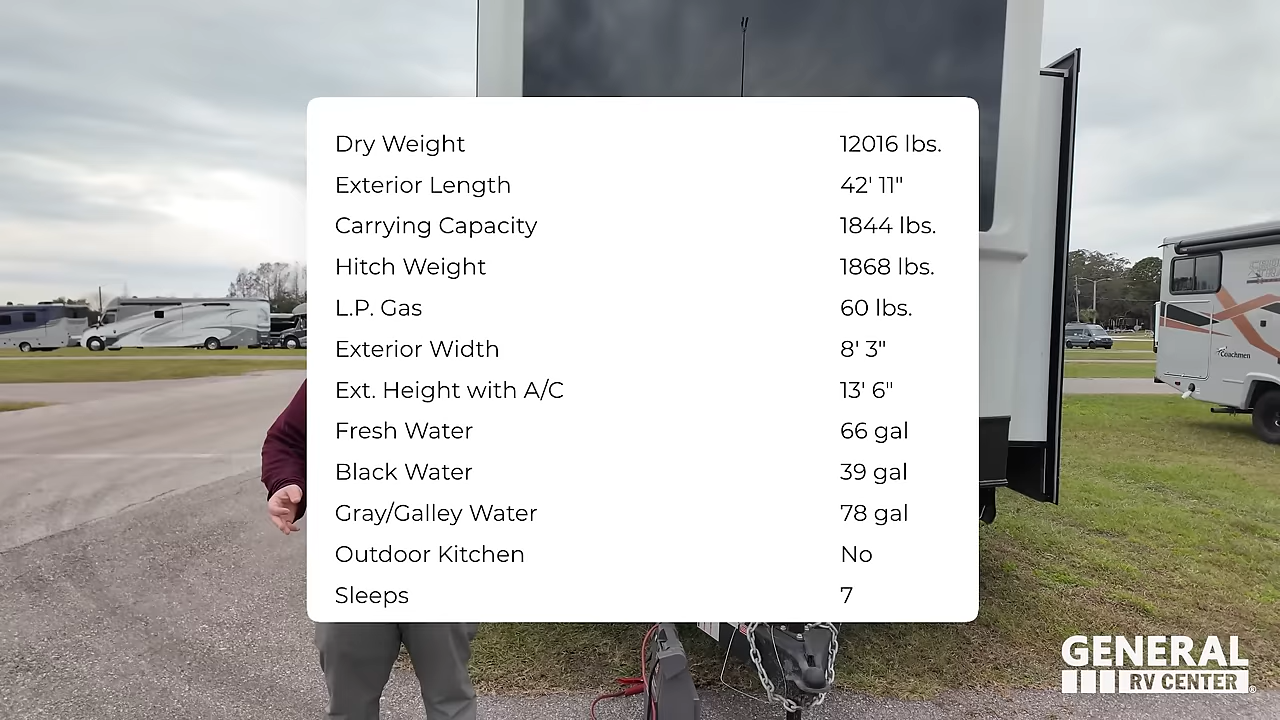 Dry Weight 12016 lbs.
Exterior Length 42' 11"
Carrying Capacity 1844 lbs.
Hitch Weight 1868 lbs.
L.P. Gas 60 lbs.
Exterior Width 8' 3"
Ext. Height with A/C 13' 6"
Fresh Water 66 gal
Black Water 39 gal
Gray/Galley Water 78 gal
Outdoor Kitchen No
Sleeps 7
Coachmen
GENERAL
RV CENTER®